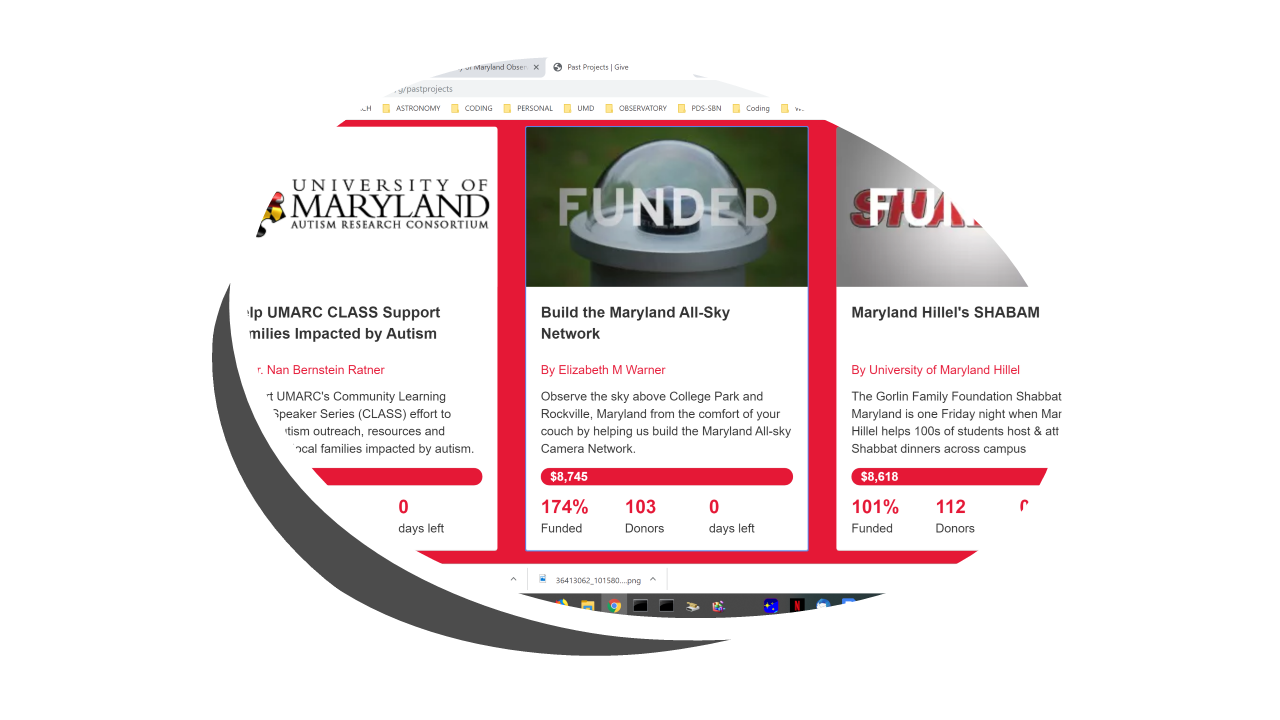 of Maryland Obser
Past Projects | Give
g/pastprojects
ASTRONOMY CODING PERSONAL UMD OBSERVATORY PDS-SBN Coding
UNIVERSITY OF
MARYLAND
AUTISM RESEARCH CONSORTIUM
lp UMARC CLASS Support
milies Impacted by Autism
r. Nan Bernstein Ratner
rt UMARC's Community Learning
Speaker Series (CLASS) effort to
utism outreach, resources and
ocal families impacted by autism.
0
days left
FUNDED
Build the Maryland All-Sky
Network
By Elizabeth M Warner
Observe the sky above College Park and
Rockville, Maryland from the comfort of your
couch by helping us build the Maryland All-sky
Camera Network.
$8,745
174% 103 0
Funded Donors days left
SHA
FUN
Maryland Hillel's SHABAM
By University of Maryland Hillel
The Gorlin Family Foundation Shabbat
Maryland is one Friday night when Mar
Hillel helps 100s of students host & att
Shabbat dinners across campus
$8,618
101% 112
Funded Donors
36413062_101580....png
N